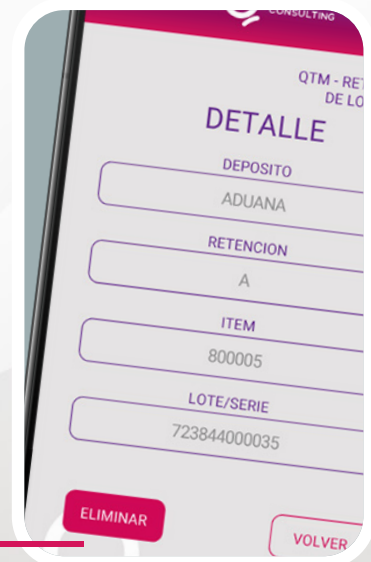 CONSULTING
QTM - RET
DE LO
DETALLE
DEPOSITO
ADUANA
RETENCION
A
ITEM
800005
LOTE/SERIE
723844000035
ELIMINAR
VOLVER